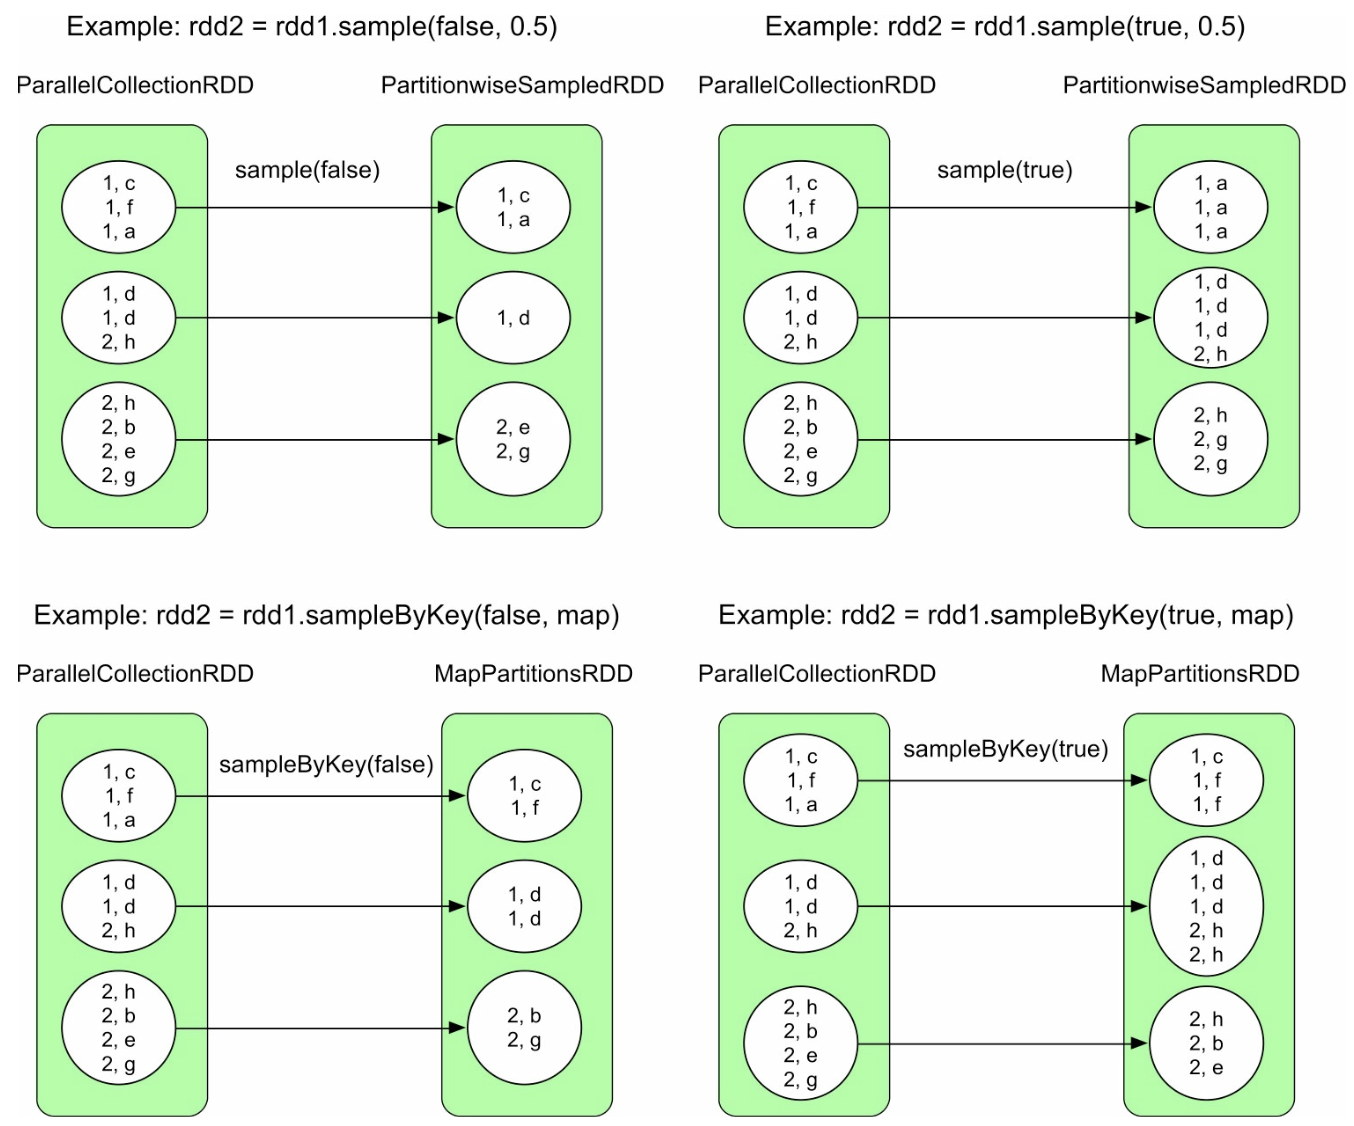 Example: rdd2 = rdd1.sample(false, 0.5)
ParallelCollectionRDD
PartitionwiseSampledRDD
sample(false)
1, c
1, f
1, a
1, c
1, a
1, d
1, d
2, h
1, d
2, h
2, b
2, e
2, g
2, e
2, g
Example: rdd2 = rdd1.sample(true, 0.5)
ParallelCollectionRDD
PartitionwiseSampledRDD
sample(true)
1, c
1, f
1, a
1, a
1, a
1, a
1, d
1, d
2, h
1, d
1, d
1, d
2, h
2, h
2, b
2, e
2, g
2, h
2, g
2, g
Example: rdd2 = rdd1.sampleByKey(false, map)
ParallelCollectionRDD
MapPartitionsRDD
sampleByKey(false)
1, c
1, f
1, a
1, c
1, f
1, d
1, d
2, h
1, d
1, d
2, h
2, b
2, e
2, g
2, b
2, g
Example: rdd2 = rdd1.sampleByKey(true, map)
ParallelCollectionRDD
MapPartitionsRDD
sampleByKey(true)
1, c
1, f
1, a
1, c
1, f
1, f
1, d
1, d
2, h
1, d
1, d
1, d
2, h
2, h
2, h
2, b
2, e
2, g
2, h
2, b
2, e